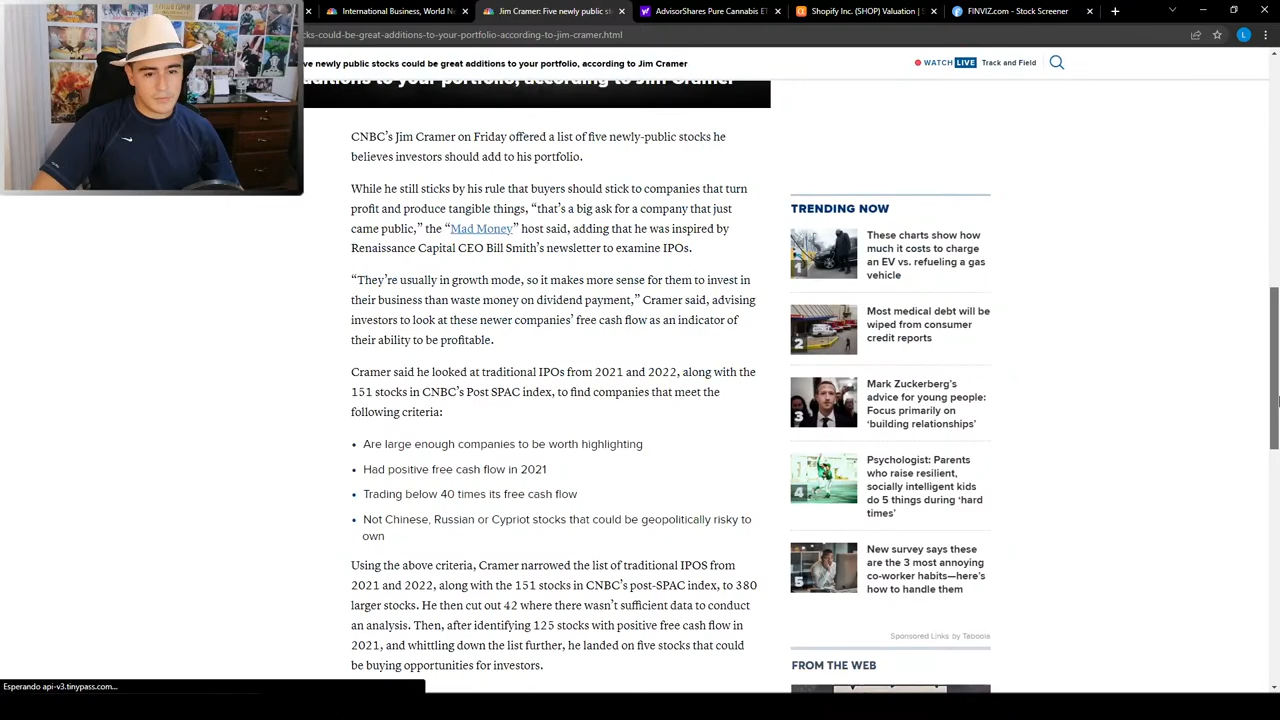 International Business, World N
Jim Cramer: Five newly public s
AdvisorShares Pure Cannabis E
Shopify Inc. (SHOP) Valuation | S
FINVIZ.com - Stock Screener
cks-could-be-great-additions-to-your-portfolio-according-to-jim-cramer.html
L
ve newly public stocks could be great additions to your portfolio, according to Jim Cramer
WATCH LIVE Track and Field
dditions to your portfolio, according to Jim Cramer
CNBC’s Jim Cramer on Friday offered a list of five newly-public stocks he
believes investors should add to his portfolio.
While he still sticks by his rule that buyers should stick to companies that turn
profit and produce tangible things, “that’s a big ask for a company that just
came public,” the “Mad Money” host said, adding that he was inspired by
Renaissance Capital CEO Bill Smith’s newsletter to examine IPOs.
“They’re usually in growth mode, so it makes more sense for them to invest in
their business than waste money on dividend payment,” Cramer said, advising
investors to look at these newer companies’ free cash flow as an indicator of
their ability to be profitable.
Cramer said he looked at traditional IPOs from 2021 and 2022, along with the
151 stocks in CNBC’s Post SPAC index, to find companies that meet the
following criteria:
• Are large enough companies to be worth highlighting
• Had positive free cash flow in 2021
• Trading below 40 times its free cash flow
• Not Chinese, Russian or Cypriot stocks that could be geopolitically risky to
own
Using the above criteria, Cramer narrowed the list of traditional IPOS from
2021 and 2022, along with the 151 stocks in CNBC’s post-SPAC index, to 380
larger stocks. He then cut out 42 where there wasn’t sufficient data to conduct
an analysis. Then, after identifying 125 stocks with positive free cash flow in
2021, and whittling down the list further, he landed on five stocks that could
be buying opportunities for investors.
TRENDING NOW
1
These charts show how
much it costs to charge
an EV vs. refueling a gas
vehicle
2
Most medical debt will be
wiped from consumer
credit reports
3
Mark Zuckerberg’s
advice for young people:
Focus primarily on
‘building relationships’
4
Psychologist: Parents
who raise resilient,
socially intelligent kids
do 5 things during ‘hard
times’
5
New survey says these
are the 3 most annoying
co-worker habits—here’s
how to handle them
Sponsored Links by Taboola
FROM THE WEB
Esperando api-v3.tinypass.com...